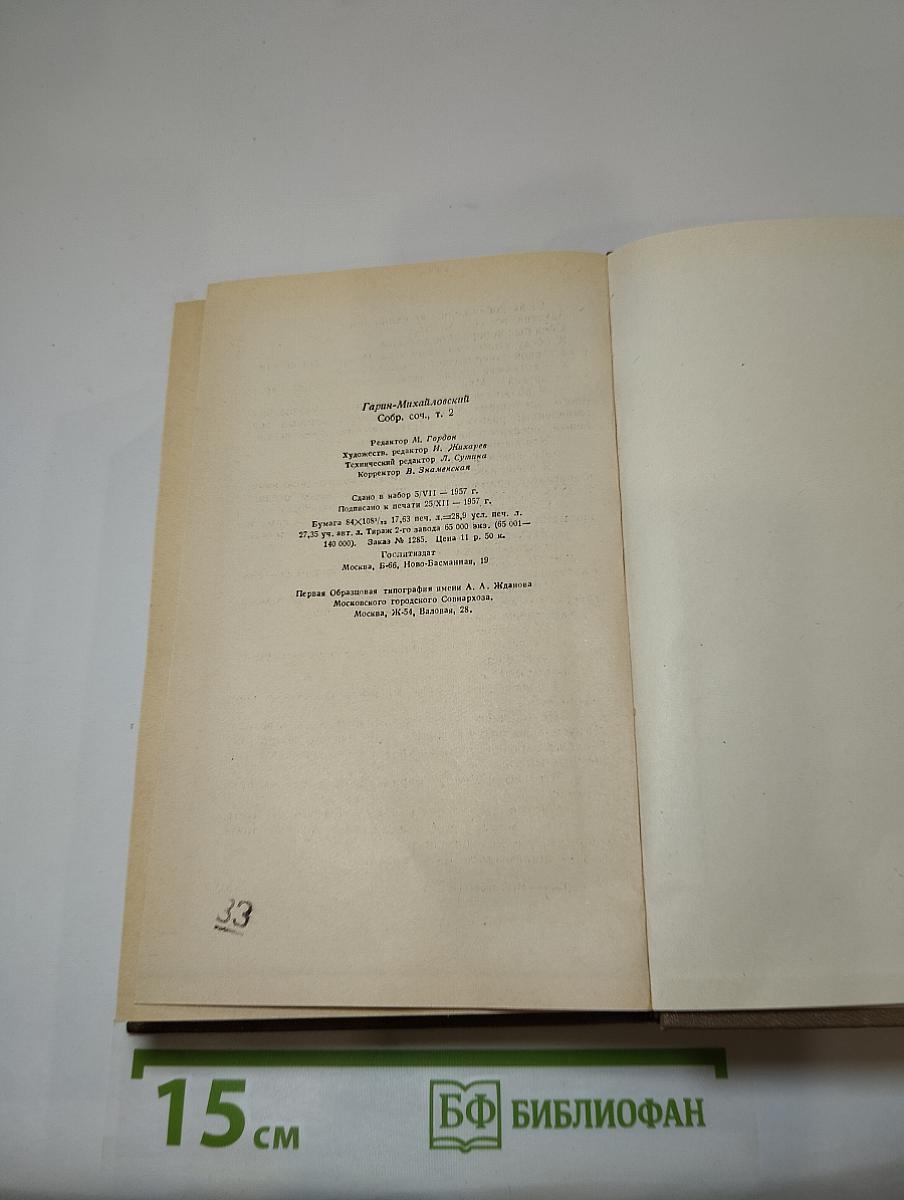 Гарин-Михайловский
Собр. соч., т. 2
Редактор М. Гордон
Художеств. редактор И. Жихарев
Технический редактор Л. Сутина
Корректор В. Знаменская
Сдано в набор 5/VII — 1957 г.
Подписано к печати 25/XII — 1957 г.
Бумага 84×108¹/₃₂ 17,63 печ. л.=28,9 усл. печ. л.
27,35 уч. авт. л. Тираж 2-го завода 65 000 экз. (65 001—
140 000). Заказ № 1285. Цена 11 р. 50 к.
Гослитиздат
Москва, Б-66, Ново-Басманная, 19
Первая Образцовая типография имени А. А. Жданова
Московского городского Совнархоза.
Москва, Ж-54, Валовая, 28.
33
15 см
БФ БИБЛИОФАН